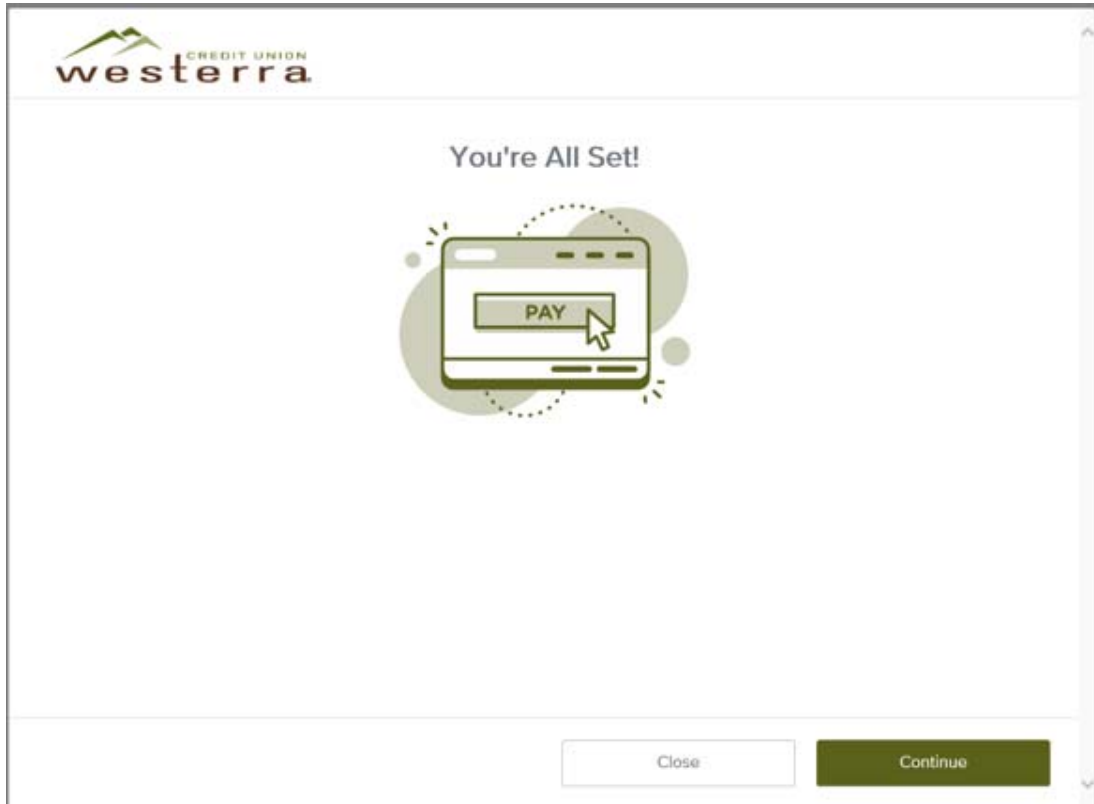 CREDIT UNION
westerra
You're All Set!
PAY
Close
Continue